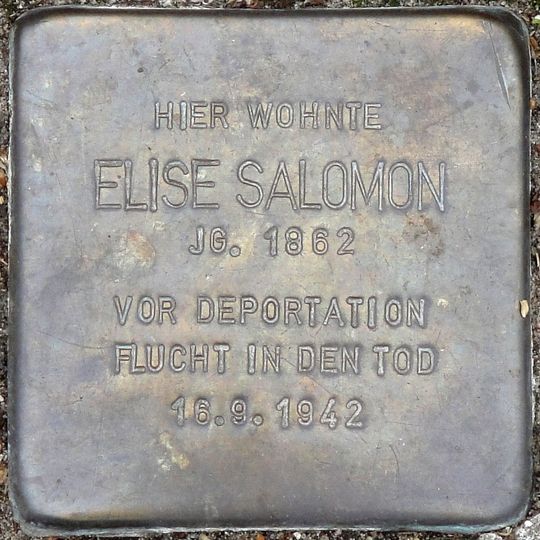 HIER WOHNTE
ELISE SALOMON
JG. 1862
VOR DEPORTATION
FLUCHT IN DEN TOD
16.9.1942